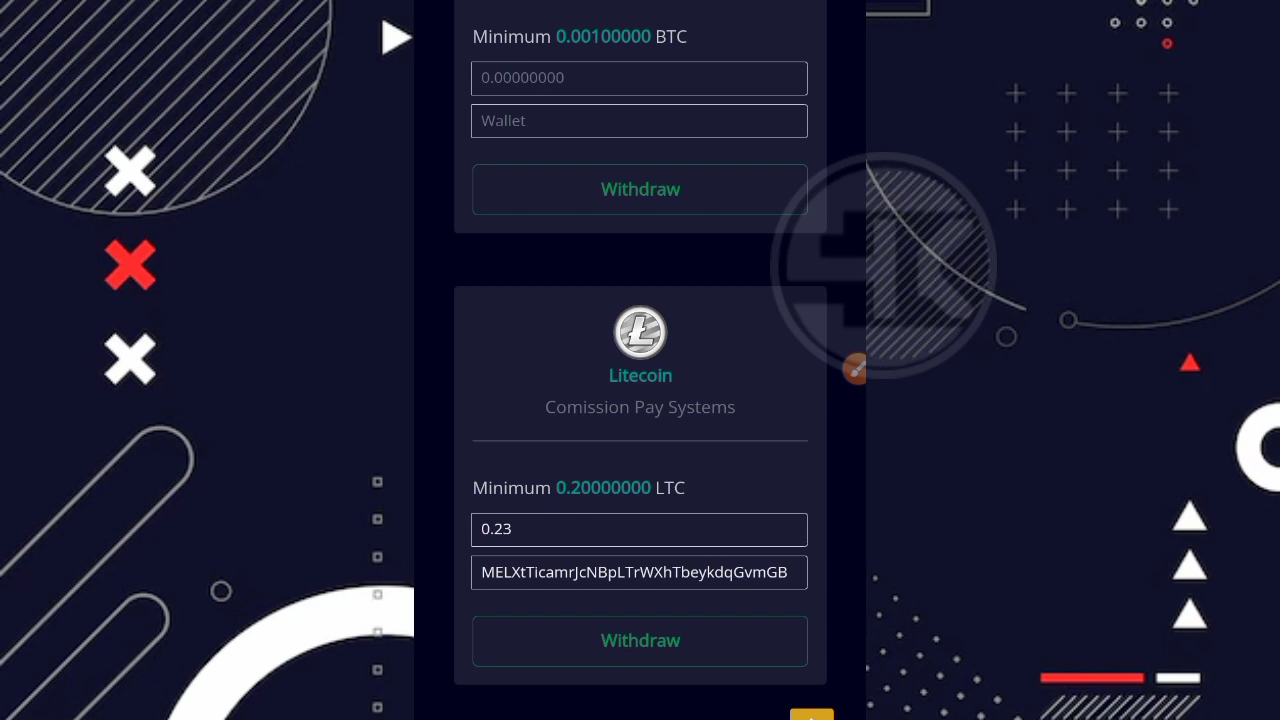 Minimum 0.00100000 BTC
0.00000000
Wallet
Withdraw
Litecoin
Comission Pay Systems
Minimum 0.20000000 LTC
0.23
MELXtTicamrJcNBpLTrWXhTbeykdqGvmGB
Withdraw